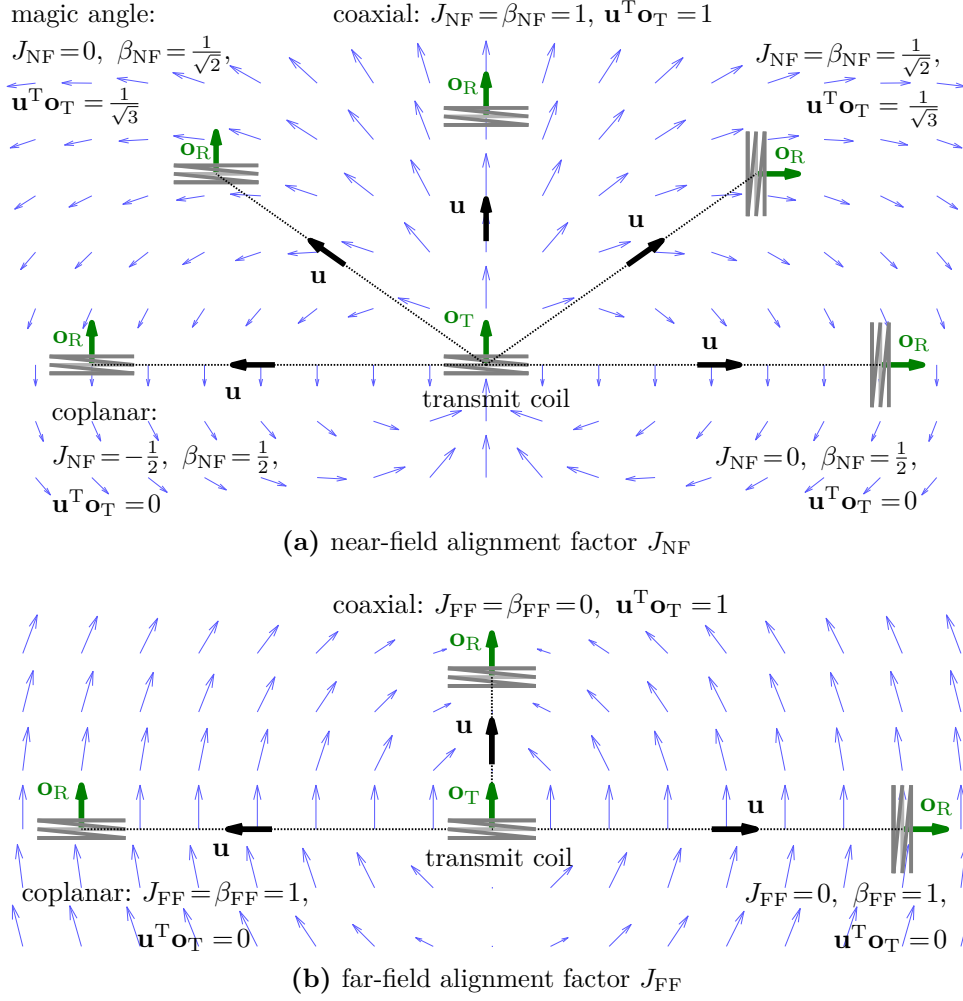 magic angle:
J_NF = 0, β_NF = 1/√2,
u^T o_T = 1/√3
coaxial: J_NF = β_NF = 1, u^T o_T = 1
J_NF = β_NF = 1/√2,
u^T o_T = 1/√3
o_R
o_R
o_R
u
u
u
o_R
o_T
o_R
u
u
transmit coil
coplanar:
J_NF = −1/2, β_NF = 1/2,
u^T o_T = 0
J_NF = 0, β_NF = 1/2,
u^T o_T = 0
(a) near-field alignment factor J_NF
coaxial: J_FF = β_FF = 0, u^T o_T = 1
o_R
u
o_R
o_T
o_R
u
u
transmit coil
coplanar: J_FF = β_FF = 1,
u^T o_T = 0
J_FF = 0, β_FF = 1,
u^T o_T = 0
(b) far-field alignment factor J_FF